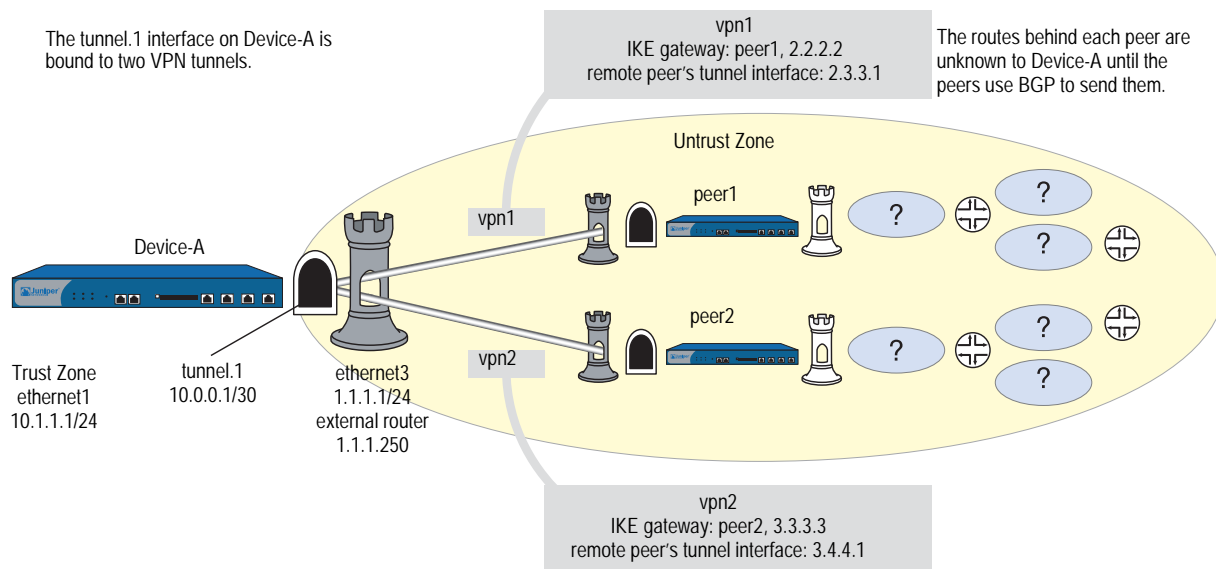 The tunnel.1 interface on Device-A is
bound to two VPN tunnels.
vpn1
IKE gateway: peer1, 2.2.2.2
remote peer's tunnel interface: 2.3.3.1
The routes behind each peer are
unknown to Device-A until the
peers use BGP to send them.
Untrust Zone
peer1
vpn1
?
?
?
Device-A
Juniper
peer2
vpn2
?
?
?
Trust Zone
ethernet1
10.1.1.1/24
tunnel.1
10.0.0.1/30
ethernet3
1.1.1.1/24
external router
1.1.1.250
vpn2
IKE gateway: peer2, 3.3.3.3
remote peer's tunnel interface: 3.4.4.1